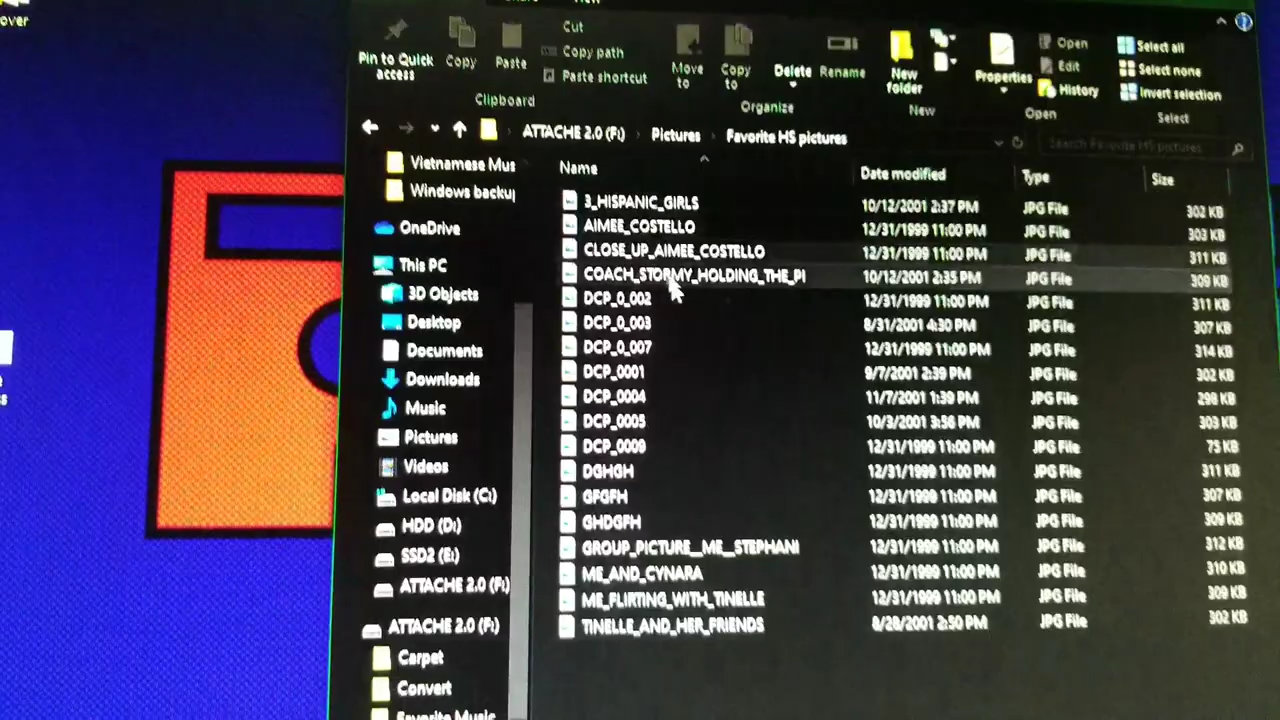 over
View
Pin to Quick access
Copy
Paste
Cut
Copy path
Paste shortcut
Move to
Copy to
Delete
Rename
New folder
Properties
Open
Edit
History
Select all
Select none
Invert selection
Clipboard
Organize
New
Open
Select
ATTACHE 2.0 (F:) Pictures Favorite HS pictures
Search Favorite HS pictures
Vietnamese Mus
Windows backup
OneDrive
This PC
3D Objects
Desktop
Documents
Downloads
Music
Pictures
Videos
Local Disk (C:)
HDD (D:)
SSD2 (E:)
ATTACHE 2.0 (F:)
ATTACHE 2.0 (F:)
Carpet
Convert
Favorite Music
Name Date modified Type Size
3_HISPANIC_GIRLS 10/12/2001 2:37 PM JPG File 302 KB
AIMEE_COSTELLO 12/31/1999 11:00 PM JPG File 303 KB
CLOSE_UP_AIMEE_COSTELLO 12/31/1999 11:00 PM JPG File 311 KB
COACH_STORMY_HOLDING_THE_PI 10/12/2001 2:35 PM JPG File 309 KB
DCP_0_002 12/31/1999 11:00 PM JPG File 311 KB
DCP_0_003 8/31/2001 4:30 PM JPG File 307 KB
DCP_0_007 12/31/1999 11:00 PM JPG File 314 KB
DCP_0001 9/7/2001 2:39 PM JPG File 302 KB
DCP_0004 11/7/2001 1:39 PM JPG File 298 KB
DCP_0005 10/3/2001 3:56 PM JPG File 303 KB
DCP_0009 12/31/1999 11:00 PM JPG File 75 KB
DGHGH 12/31/1999 11:00 PM JPG File 311 KB
GFGFH 12/31/1999 11:00 PM JPG File 307 KB
GHDGFH 12/31/1999 11:00 PM JPG File 309 KB
GROUP_PICTURE__ME__STEPHANI 12/31/1999 11:00 PM JPG File 312 KB
ME_AND_CYNARA 12/31/1999 11:00 PM JPG File 310 KB
ME_FLIRTING_WITH_TINELLE 12/31/1999 11:00 PM JPG File 309 KB
TINELLE_AND_HER_FRIENDS 8/28/2001 2:50 PM JPG File 302 KB